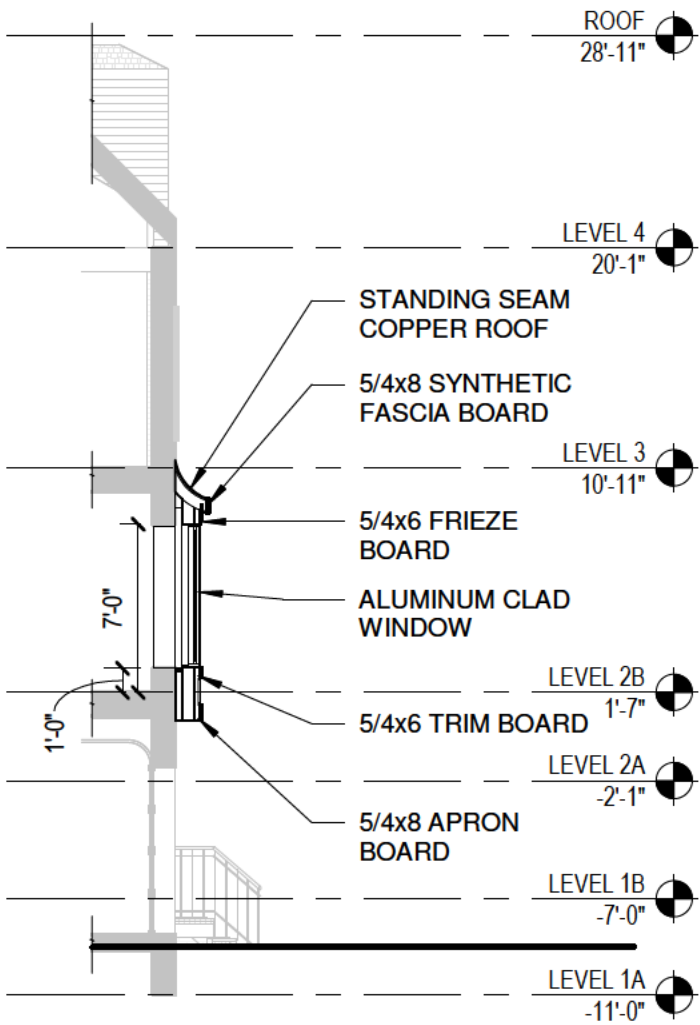 ROOF
28'-11"
LEVEL 4
20'-1"
STANDING SEAM
COPPER ROOF
5/4x8 SYNTHETIC
FASCIA BOARD
LEVEL 3
10'-11"
5/4x6 FRIEZE
BOARD
ALUMINUM CLAD
WINDOW
7'-0"
LEVEL 2B
1'-7"
5/4x6 TRIM BOARD
1'-0"
LEVEL 2A
-2'-1"
5/4x8 APRON
BOARD
LEVEL 1B
-7'-0"
LEVEL 1A
-11'-0"